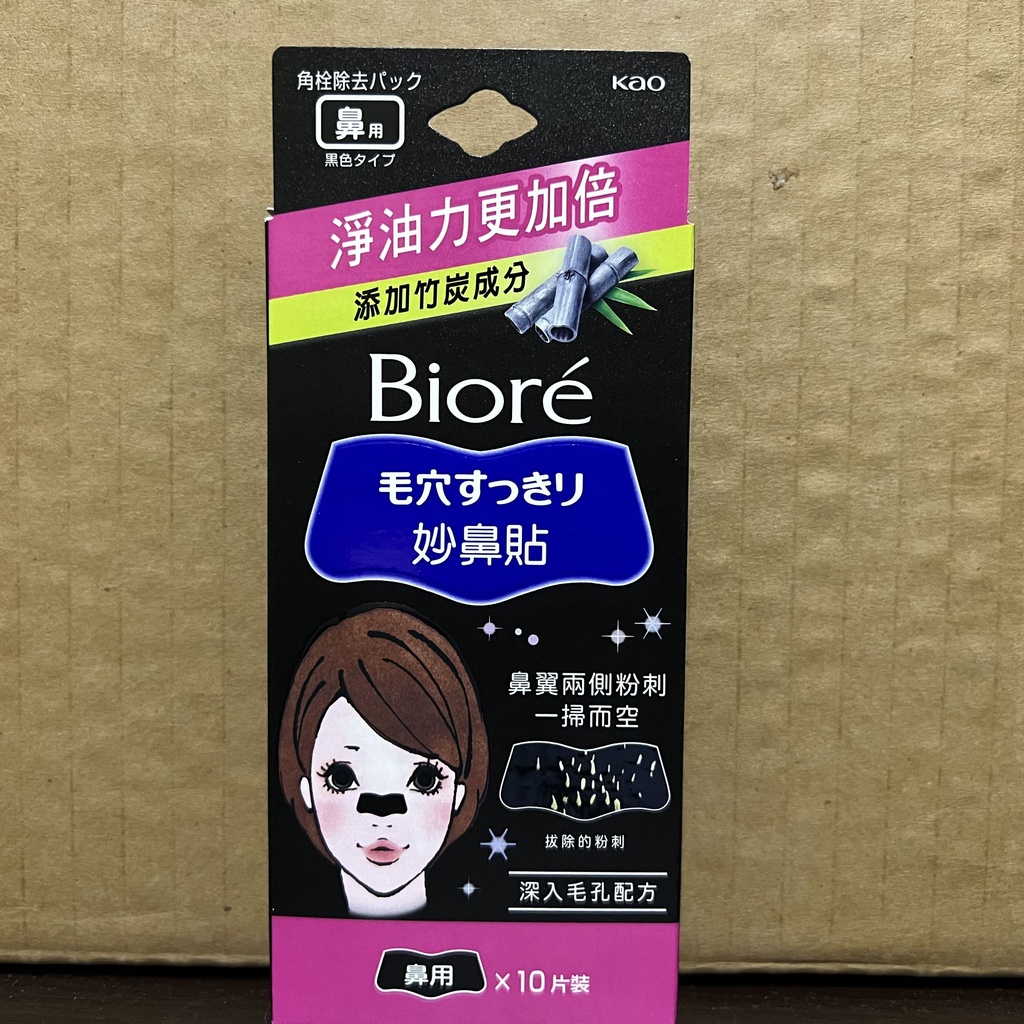 角栓除去パック
Kao
鼻用
黒色タイプ
淨油力更加倍
添加竹炭成分
Bioré
毛穴すっきり
妙鼻貼
鼻翼兩側粉刺
一掃而空
拔除的粉刺
深入毛孔配方
鼻用 ×10片裝